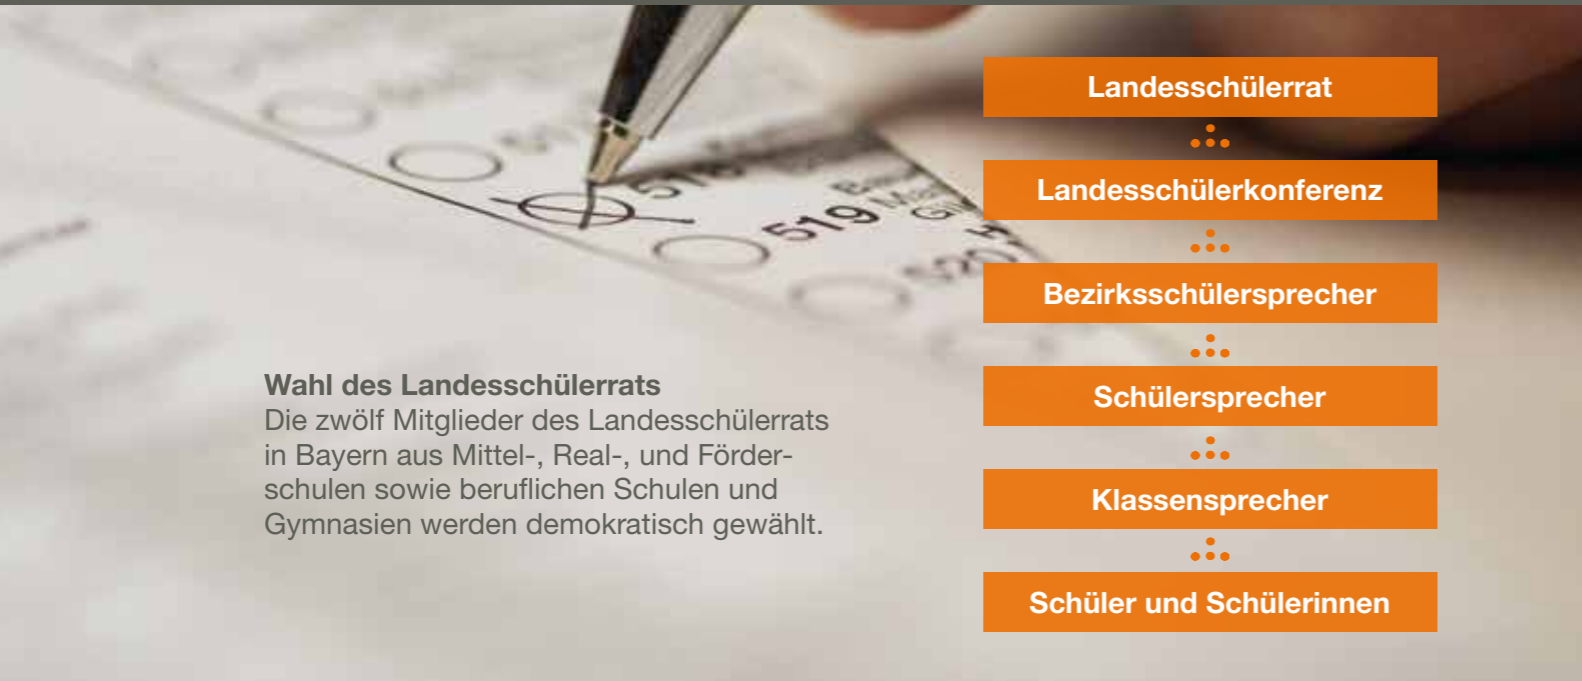 Wahl des Landesschülerrats
Die zwölf Mitglieder des Landesschülerrats
in Bayern aus Mittel-, Real-, und Förder-
schulen sowie beruflichen Schulen und
Gymnasien werden demokratisch gewählt.
Landesschülerrat
Landesschülerkonferenz
Bezirksschülersprecher
Schülersprecher
Klassensprecher
Schüler und Schülerinnen
519
520